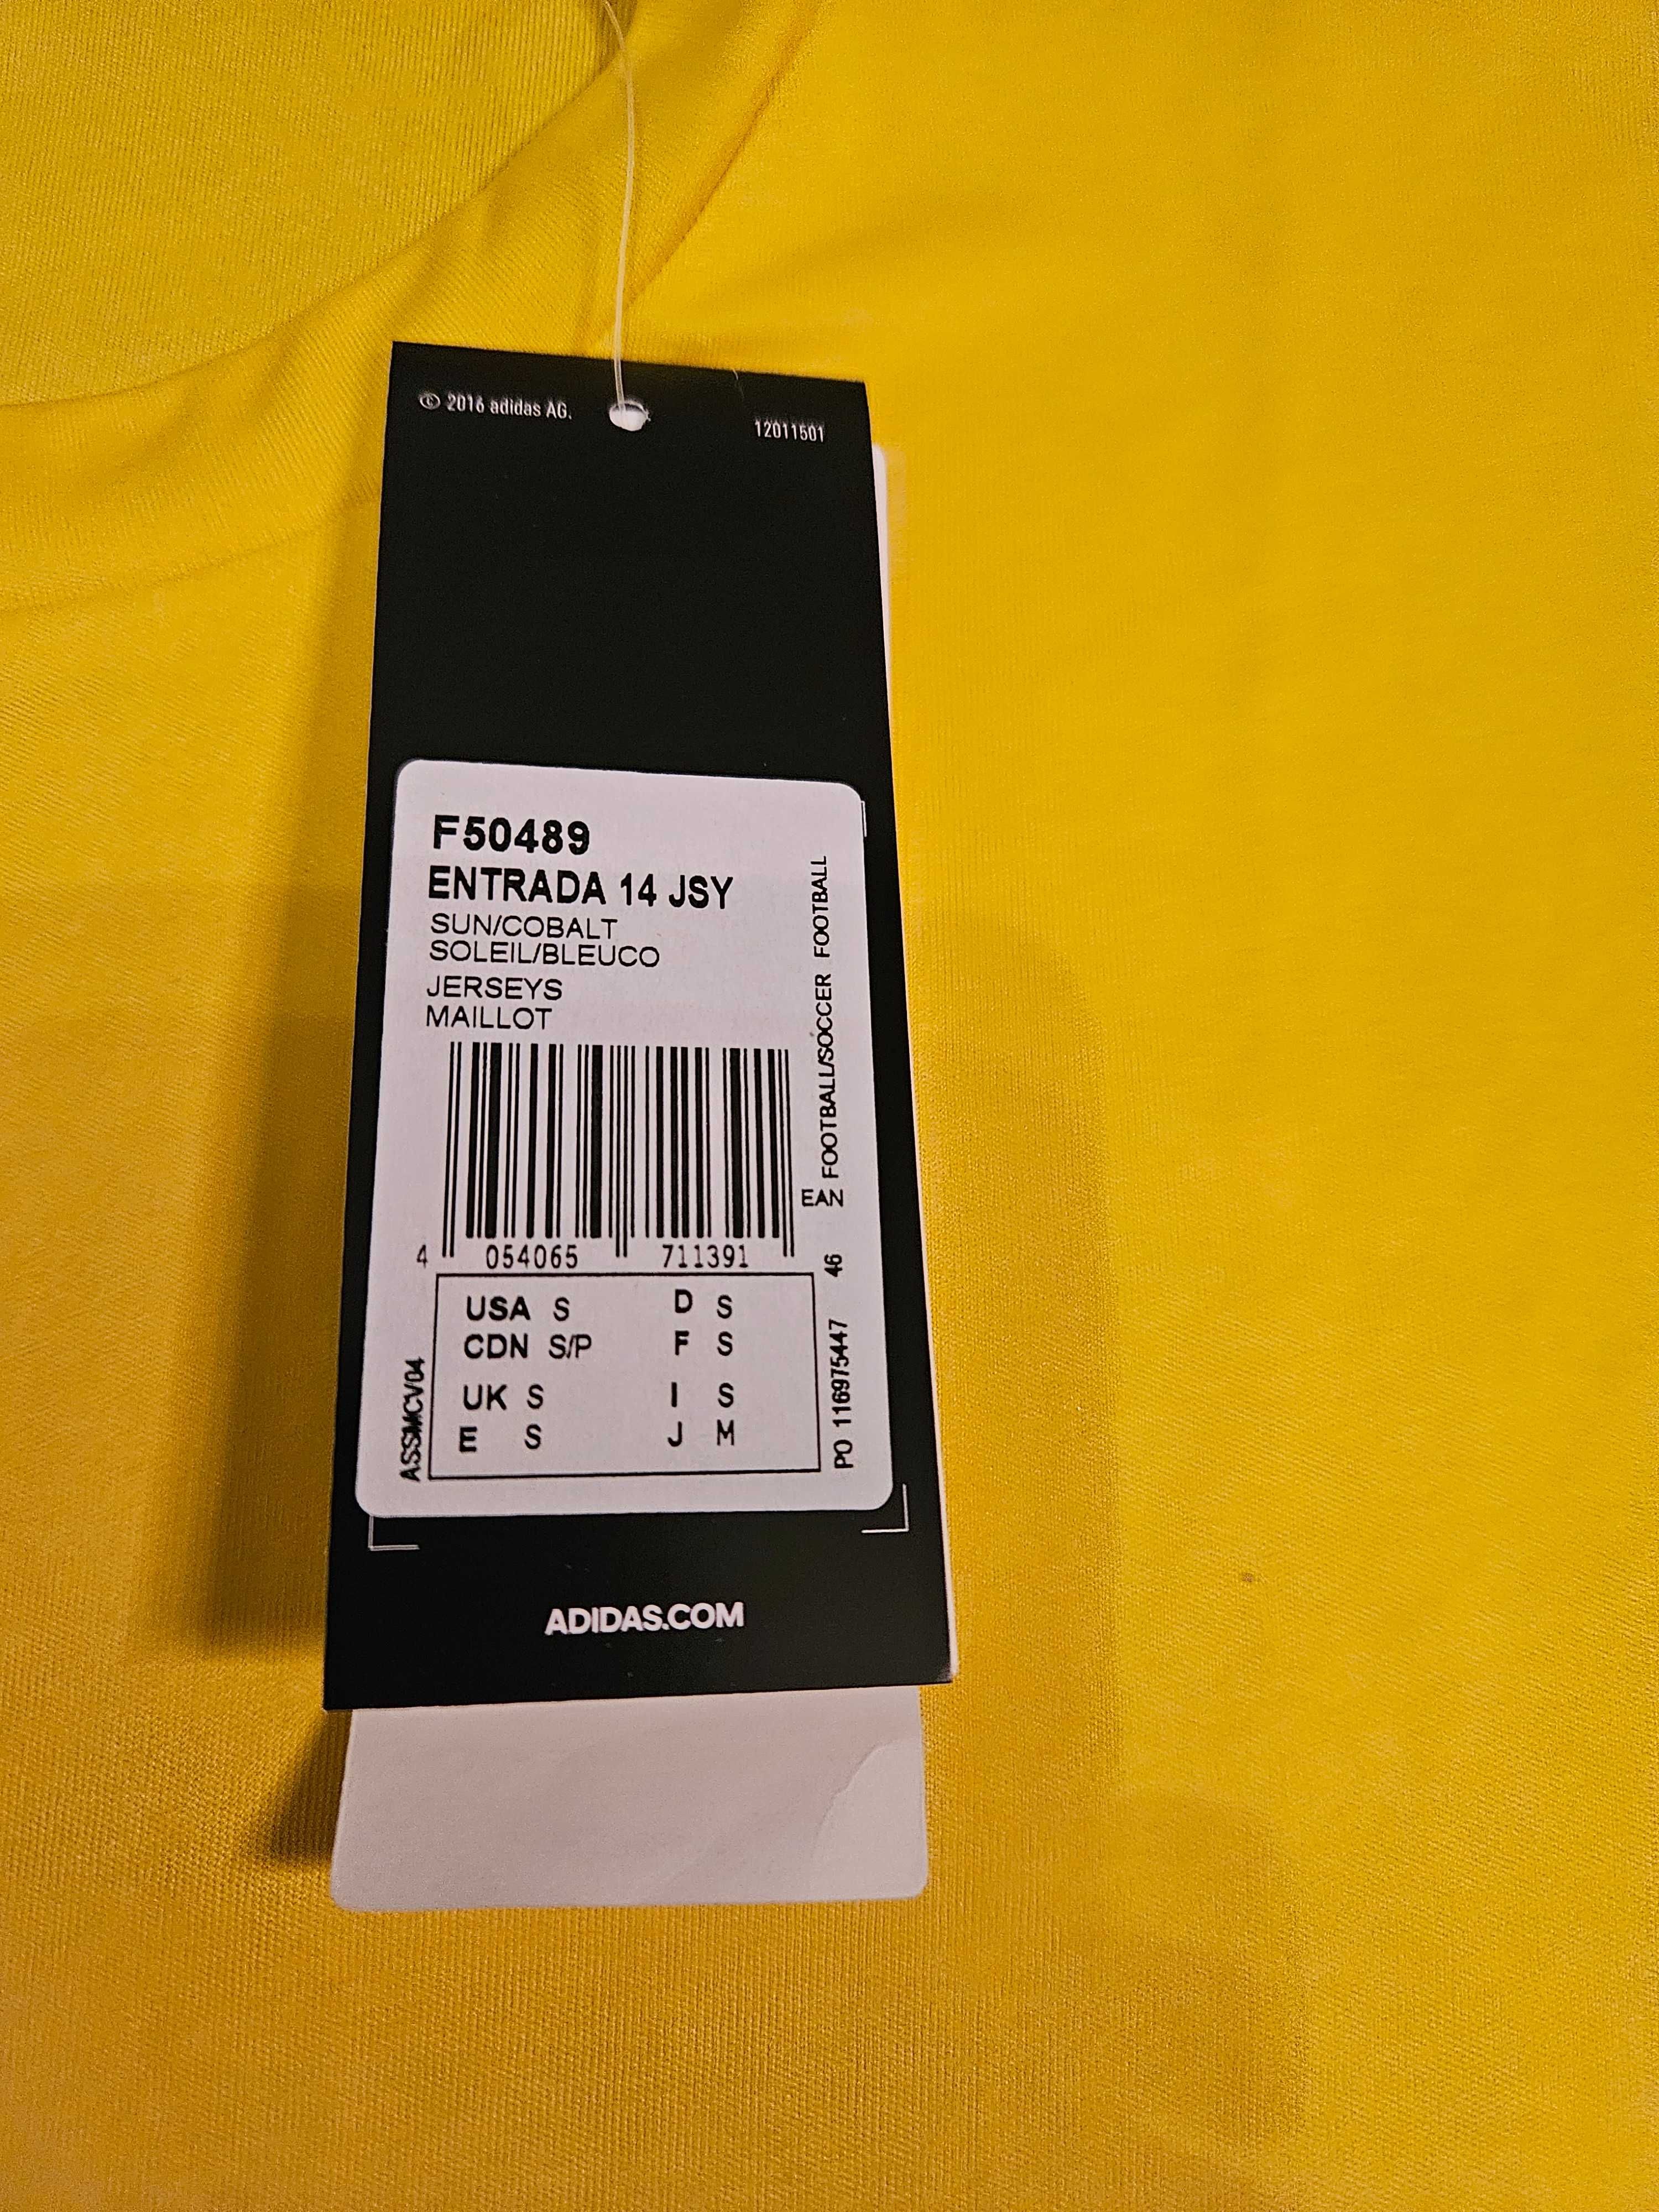 © 2016 adidas AG.
12011501
F50489
ENTRADA 14 JSY
SUN/COBALT
SOLEIL/BLEUCO
JERSEYS
MAILLOT
FOOTBALL/SOCCER FOOTBALL
EAN
4 054065 711391
46 N
PO 116975447
ASSMCV04
USA S D S
CDN S/P F S
UK S I S
E S J M
ADIDAS.COM